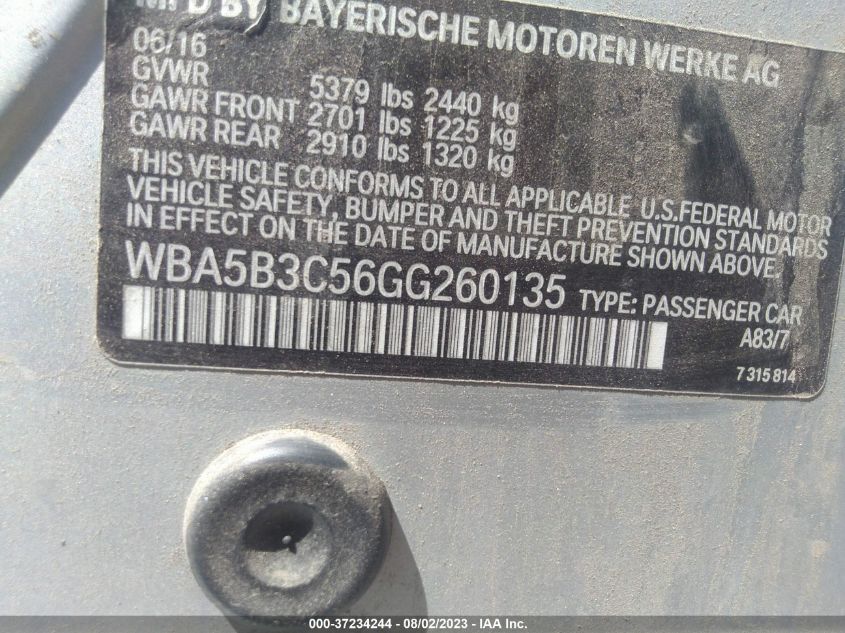 MFD BY BAYERISCHE MOTOREN WERKE AG
06/16
GVWR 5379 lbs 2440 kg
GAWR FRONT 2701 lbs 1225 kg
GAWR REAR 2910 lbs 1320 kg
THIS VEHICLE CONFORMS TO ALL APPLICABLE U.S.FEDERAL MOTOR
VEHICLE SAFETY, BUMPER AND THEFT PREVENTION STANDARDS
IN EFFECT ON THE DATE OF MANUFACTURE SHOWN ABOVE.
WBA5B3C56GG260135 TYPE: PASSENGER CAR
A83/7
7 315 814
000-37234244 - 08/02/2023 - IAA Inc.